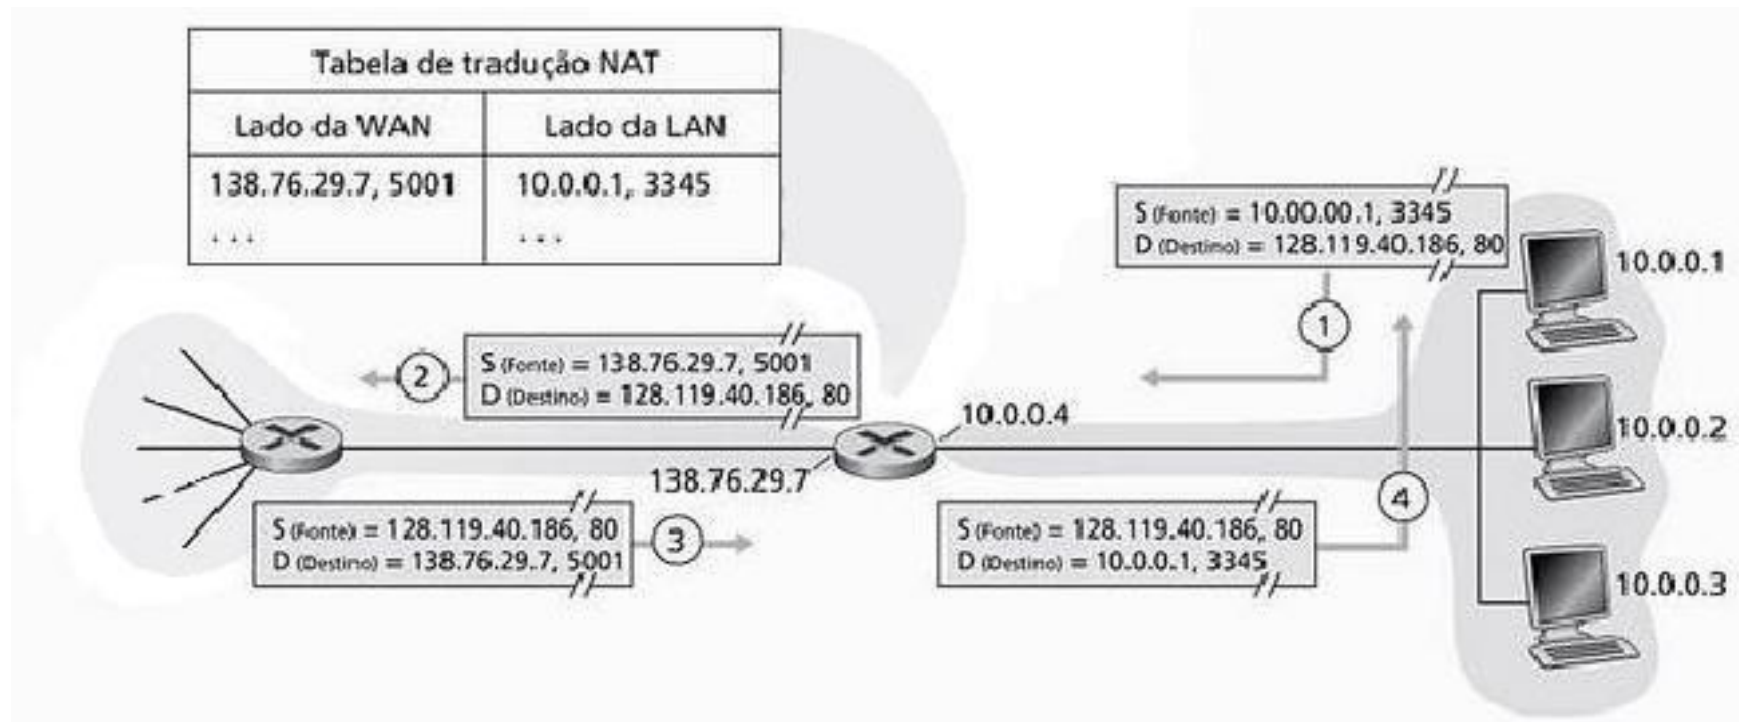 Tabela de tradução NAT
Lado da WAN
Lado da LAN
138.76.29.7, 5001
10.0.0.1, 3345
. . .
. . .
S (Fonte) = 10.00.00.1, 3345
D (Destino) = 128.119.40.186, 80
10.0.0.1
1
2
S (Fonte) = 138.76.29.7, 5001
D (Destino) = 128.119.40.186, 80
10.0.0.4
10.0.0.2
138.76.29.7
4
S (Fonte) = 128.119.40.186, 80
D (Destino) = 138.76.29.7, 5001
3
S (Fonte) = 128.119.40.186, 80
D (Destino) = 10.0.0.1, 3345
10.0.0.3